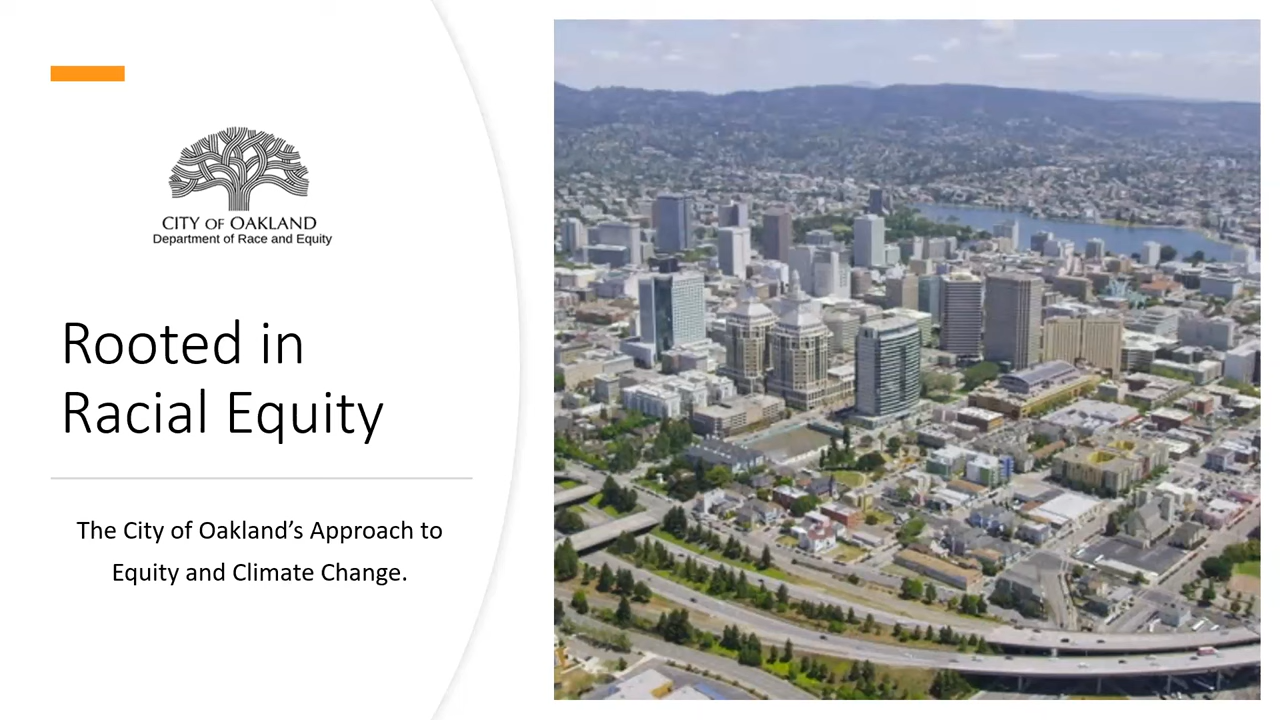 CITY OF OAKLAND
Department of Race and Equity
Rooted in
Racial Equity
The City of Oakland’s Approach to
Equity and Climate Change.